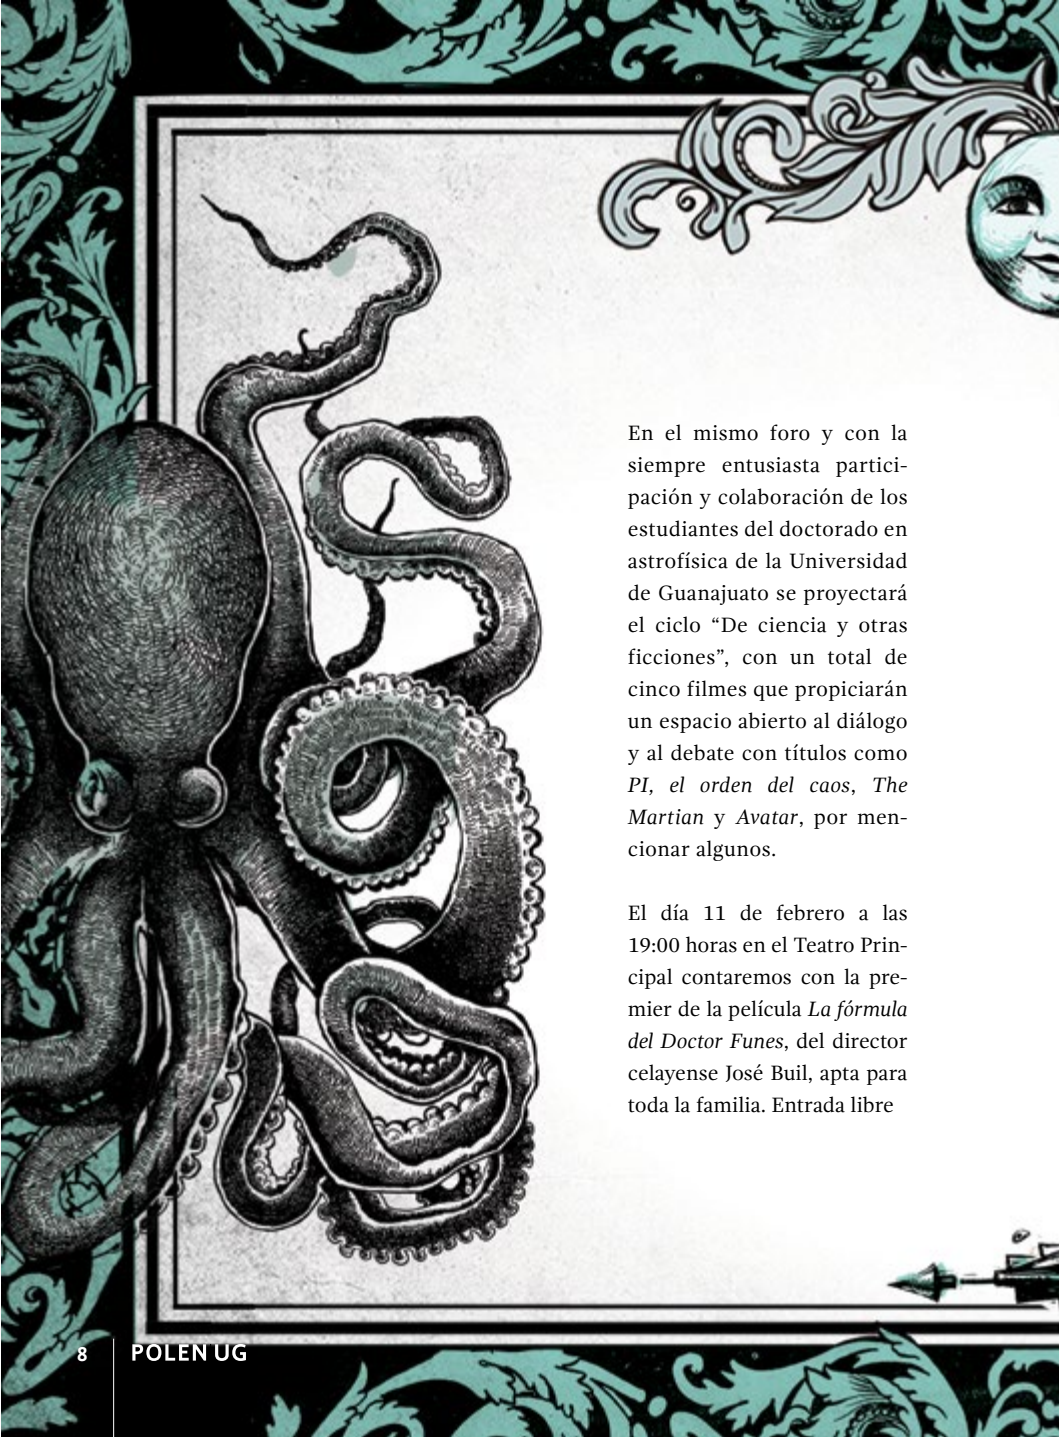 En el mismo foro y con la
siempre entusiasta partici-
pación y colaboración de los
estudiantes del doctorado en
astrofísica de la Universidad
de Guanajuato se proyectará
el ciclo “De ciencia y otras
ficciones”, con un total de
cinco filmes que propiciarán
un espacio abierto al diálogo
y al debate con títulos como
PI, el orden del caos, The
Martian y Avatar, por men-
cionar algunos.
El día 11 de febrero a las
19:00 horas en el Teatro Prin-
cipal contaremos con la pre-
mier de la película La fórmula
del Doctor Funes, del director
celayense José Buil, apta para
toda la familia. Entrada libre
8 POLEN UG